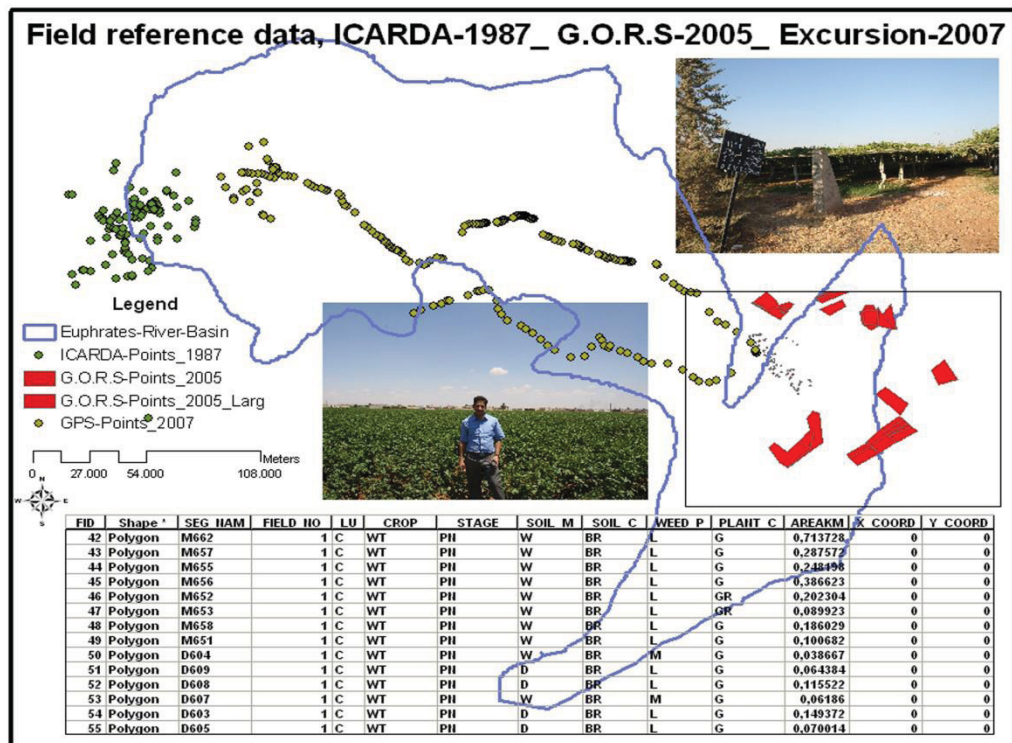 Field reference data, ICARDA-1987_ G.O.R.S-2005_ Excursion-2007
Legend
Euphrates-River-Basin
ICARDA-Points_1987
G.O.R.S-Points_2005
G.O.R.S-Points_2005_Larg
GPS-Points_2007
Meters
0 27.000 54.000 108.000
N
W E
S
FID Shape * SEG_NAM FIELD_NO LU CROP STAGE SOIL_M SOIL_C WEED_P PLANT_C AREAKM X_COORD Y_COORD
42 Polygon M662 1 C WT PN W BR L G 0,713728 0 0
43 Polygon M657 1 C WT PN W BR L G 0,287572 0 0
44 Polygon M655 1 C WT PN W BR L G 0,248198 0 0
45 Polygon M656 1 C WT PN W BR L G 0,386623 0 0
46 Polygon M652 1 C WT PN W BR L GR 0,202304 0 0
47 Polygon M653 1 C WT PN W BR L GR 0,089923 0 0
48 Polygon M658 1 C WT PN W BR L G 0,186029 0 0
49 Polygon M651 1 C WT PN W BR L G 0,100682 0 0
50 Polygon D604 1 C WT PN W BR M G 0,038667 0 0
51 Polygon D609 1 C WT PN D BR L G 0,064384 0 0
52 Polygon D608 1 C WT PN D BR L G 0,115522 0 0
53 Polygon D607 1 C WT PN W BR M G 0,06186 0 0
54 Polygon D603 1 C WT PN D BR L G 0,149372 0 0
55 Polygon D605 1 C WT PN D BR L G 0,070014 0 0